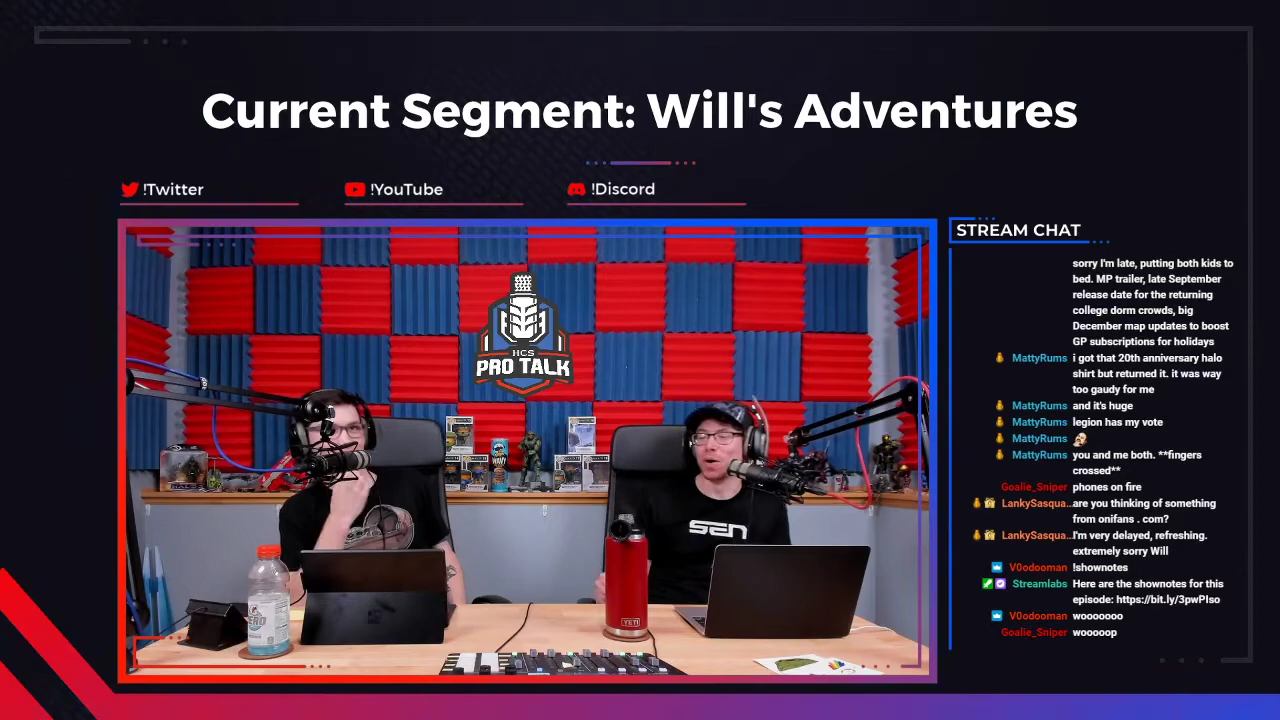 Current Segment: Will's Adventures
!Twitter
!YouTube
!Discord
STREAM CHAT
sorry I'm late, putting both kids to
bed. MP trailer, late September
release date for the returning
college dorm crowds, big
December map updates to boost
GP subscriptions for holidays
MattyRums i got that 20th anniversary halo
shirt but returned it. it was way
too gaudy for me
MattyRums and it's huge
MattyRums legion has my vote
MattyRums
MattyRums you and me both. **fingers
crossed**
Goalie_Sniper phones on fire
LankySasqua... are you thinking of something
from onifans . com?
LankySasqua... I'm very delayed, refreshing.
extremely sorry Will
V0odooman !shownotes
Streamlabs Here are the shownotes for this
episode: https://bit.ly/3pwPIso
V0odooman wooooooo
Goalie_Sniper wooooop
HCS
PRO TALK
SEN
ZERO
YETI